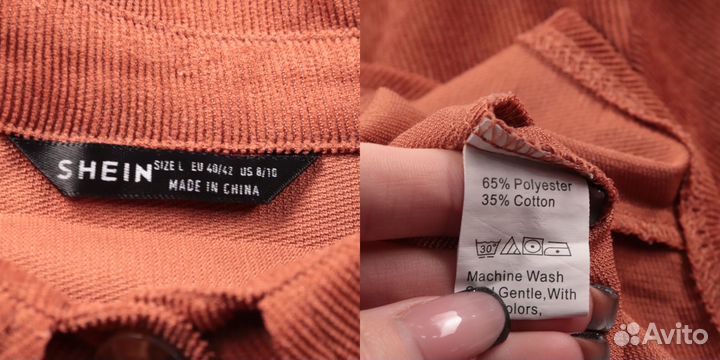 SHEIN SIZE L EU 40/42 US 8/10
MADE IN CHINA
65% Polyester
35% Cotton
30°
Machine Wash
Gentle, With
olors,
Avito